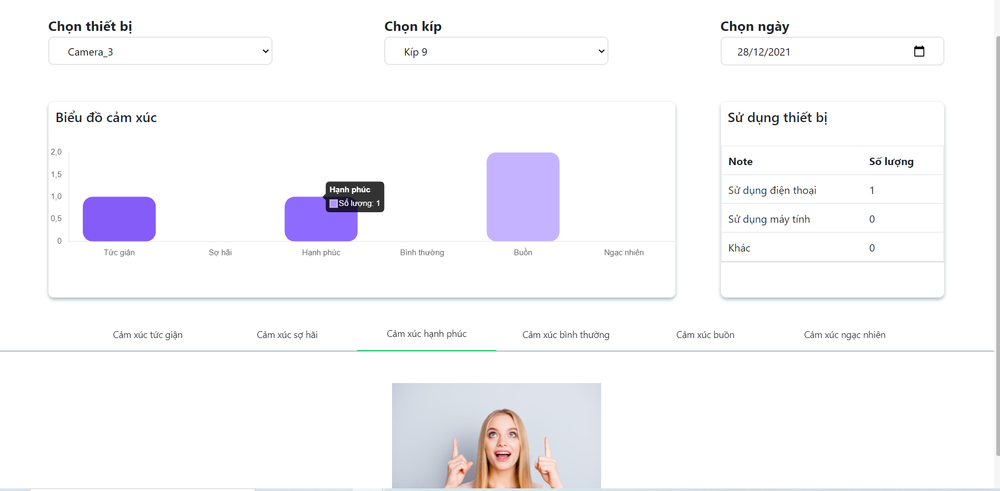 Chọn thiết bị
Chọn kíp
Chọn ngày
Camera_3
Kíp 9
28/12/2021
Biểu đồ cảm xúc
2,0
1,5
1,0
0,5
0
Hạnh phúc
Số lượng: 1
Tức giận
Sợ hãi
Hạnh phúc
Bình thường
Buồn
Ngạc nhiên
Sử dụng thiết bị
Note Số lượng
Sử dụng điện thoại 1
Sử dụng máy tính 0
Khác 0
Cảm xúc tức giận
Cảm xúc sợ hãi
Cảm xúc hạnh phúc
Cảm xúc bình thường
Cảm xúc buồn
Cảm xúc ngạc nhiên